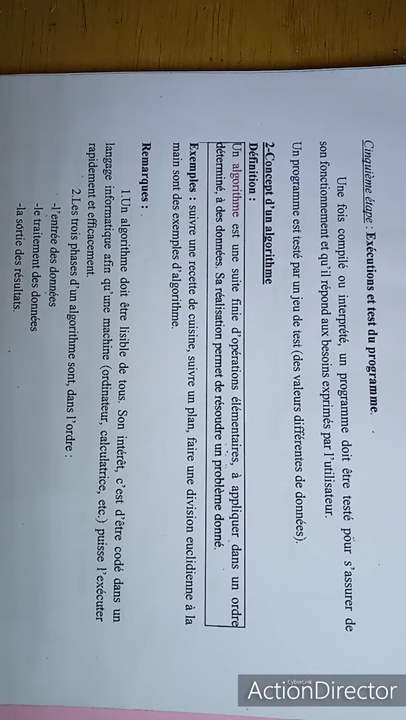 Cinquième étape : Exécutions et test du programme.
Une fois compilé ou interprété, un programme doit être testé pour s'assurer de
son fonctionnement et qu'il répond aux besoins exprimés par l'utilisateur.
Un programme est testé par un jeu de test (des valeurs différentes de données).
2-Concept d'un algorithme
Définition :
Un algorithme est une suite finie d'opérations élémentaires, à appliquer dans un ordre
déterminé, à des données. Sa réalisation permet de résoudre un problème donné.
Exemples : suivre une recette de cuisine, suivre un plan, faire une division euclidienne à la
main sont des exemples d'algorithme.
Remarques :
1.Un algorithme doit être lisible de tous. Son intérêt, c'est d'être codé dans un
langage informatique afin qu'une machine (ordinateur, calculatrice, etc.) puisse l'exécuter
rapidement et efficacement.
2.Les trois phases d'un algorithme sont, dans l'ordre :
-l'entrée des données
-le traitement des données
-la sortie des résultats.
CyberLink
ActionDirector